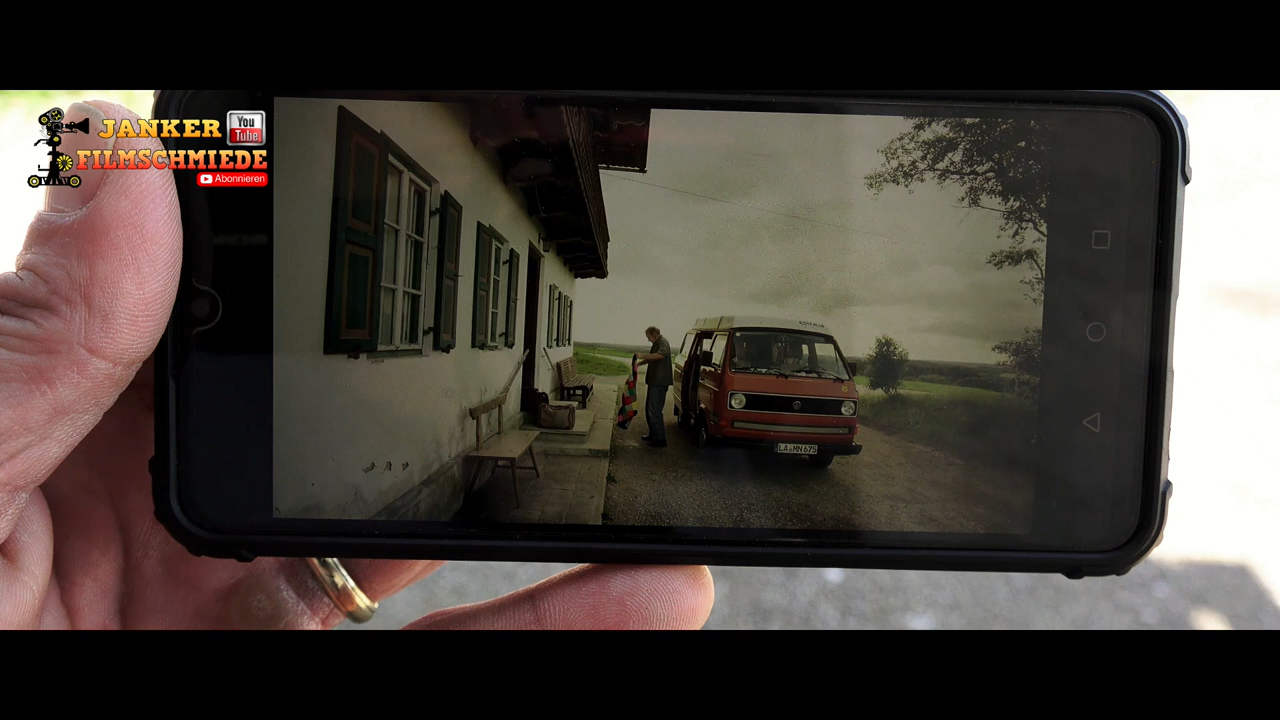 JANKER
You
Tube
FILMSCHMIEDE
Abonnieren
LA MN 675